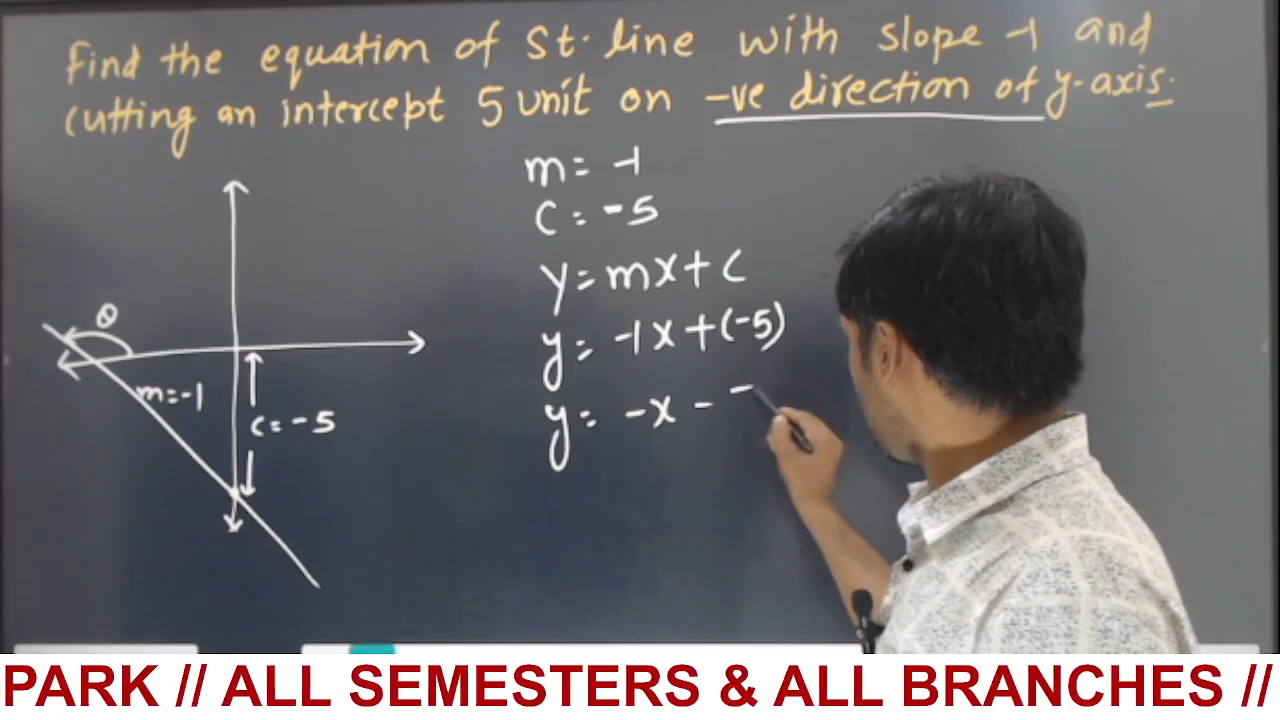 Find the equation of St. line with slope -1 and
cutting an intercept 5 unit on -ve direction of y-axis.
m = -1
c = -5
y = mx + c
y = -1x + (-5)
y = -x -
θ
m = -1
c = -5
PARK // ALL SEMESTERS & ALL BRANCHES //